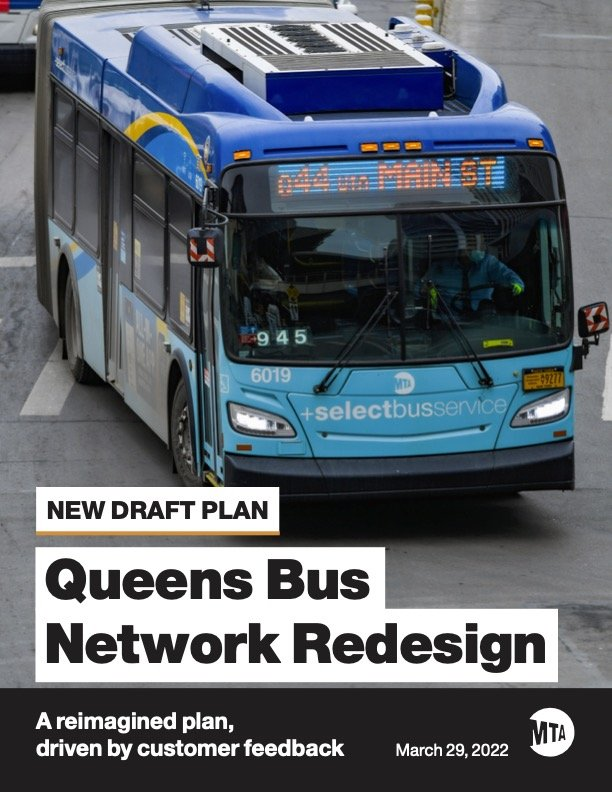 Q44 MAIN ST
945
6019
MTA
+selectbusservice
NEW DRAFT PLAN
Queens Bus
Network Redesign
A reimagined plan,
driven by customer feedback
March 29, 2022
MTA